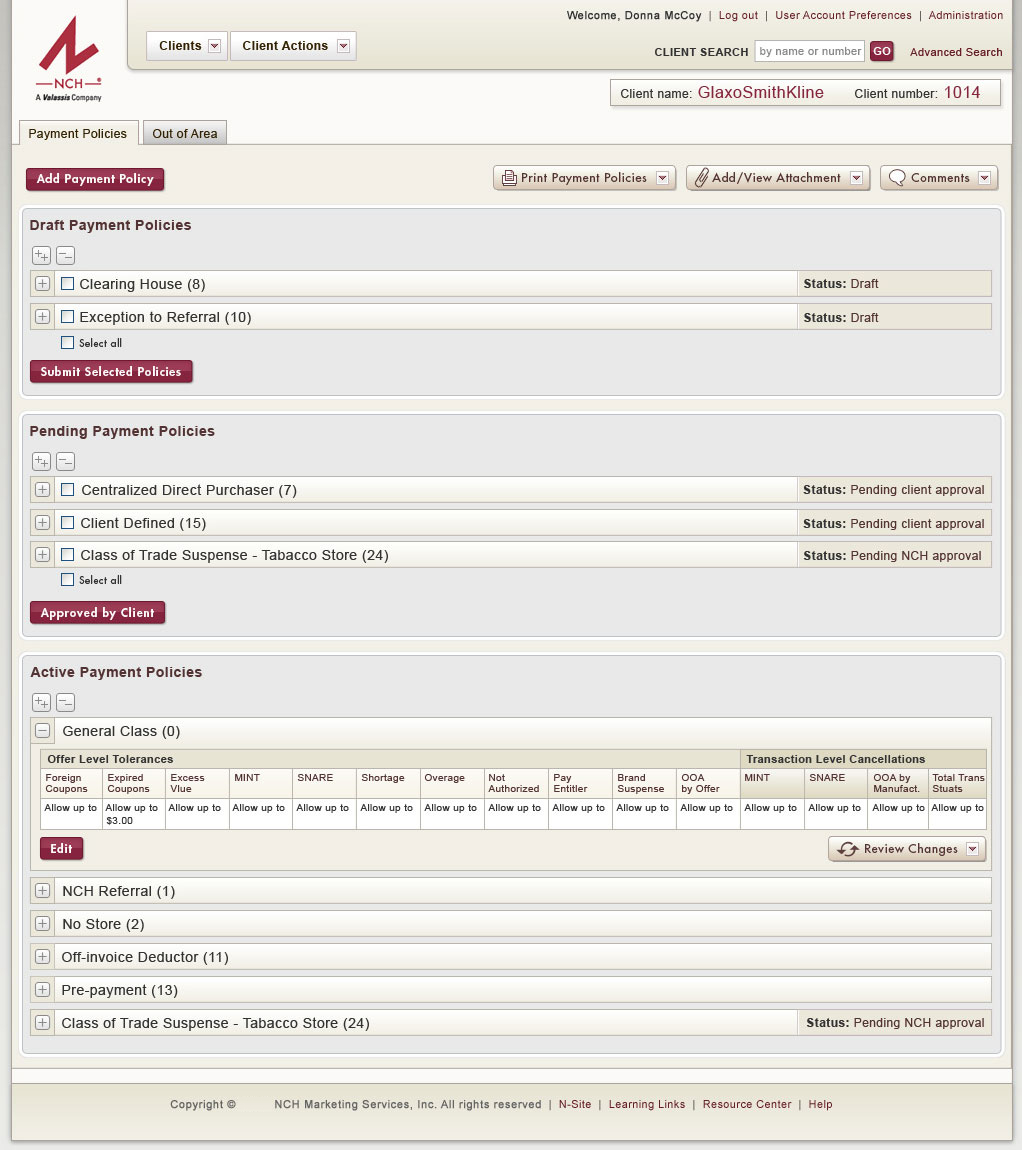 Welcome, Donna McCoy | Log out | User Account Preferences | Administration
Clients Client Actions
CLIENT SEARCH by name or number GO Advanced Search
NCH
A Valassis Company
Client name: GlaxoSmithKline Client number: 1014
Payment Policies Out of Area
Add Payment Policy Print Payment Policies Add/View Attachment Comments
Draft Payment Policies
Clearing House (8) Status: Draft
Exception to Referral (10) Status: Draft
Select all
Submit Selected Policies
Pending Payment Policies
Centralized Direct Purchaser (7) Status: Pending client approval
Client Defined (15) Status: Pending client approval
Class of Trade Suspense - Tabacco Store (24) Status: Pending NCH approval
Select all
Approved by Client
Active Payment Policies
General Class (0)
Offer Level Tolerances Transaction Level Cancellations
Foreign Expired Excess MINT SNARE Shortage Overage Not Pay Brand OOA MINT SNARE OOA by Total Trans
Coupons Coupons Vlue Authorized Entitler Suspense by Offer Manufact. Stuats
Allow up to Allow up to Allow up to Allow up to Allow up to Allow up to Allow up to Allow up to Allow up to Allow up to Allow up to Allow up to Allow up to Allow up to Allow up to
$3.00
Edit Review Changes
NCH Referral (1)
No Store (2)
Off-invoice Deductor (11)
Pre-payment (13)
Class of Trade Suspense - Tabacco Store (24) Status: Pending NCH approval
Copyright © NCH Marketing Services, Inc. All rights reserved | N-Site | Learning Links | Resource Center | Help